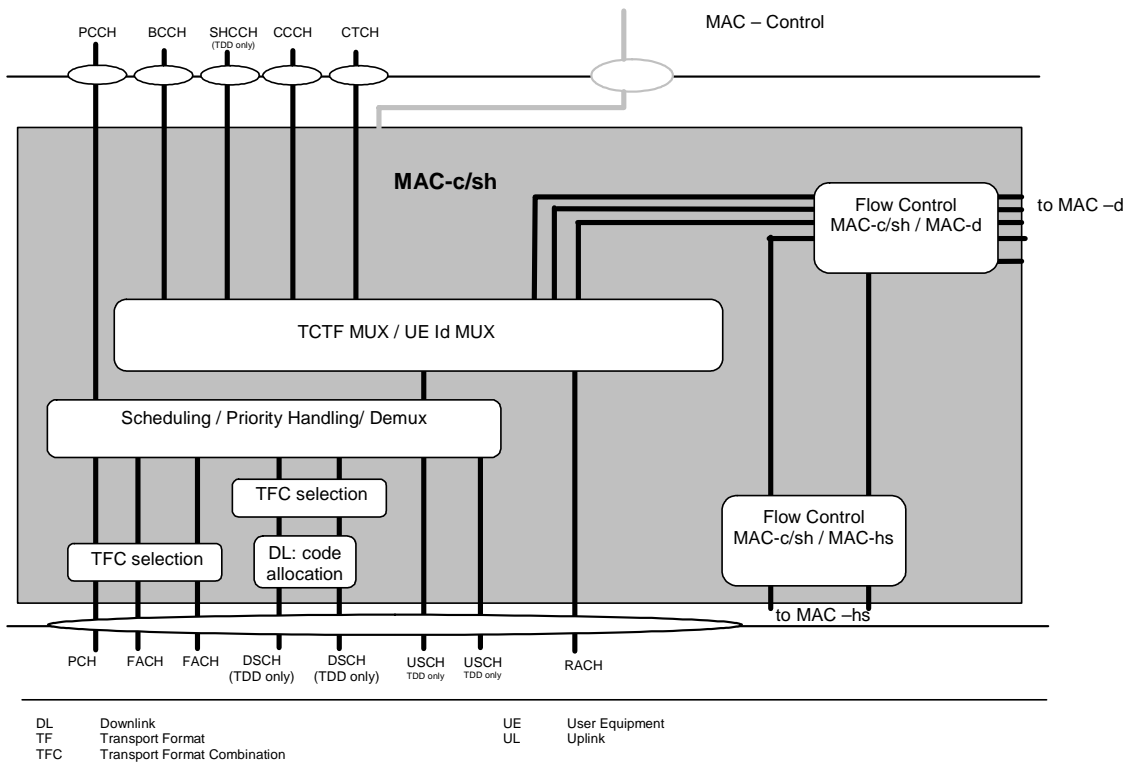 MAC – Control
PCCH BCCH SHCCH CCCH CTCH
(TDD only)
MAC-c/sh
Flow Control
MAC-c/sh / MAC-d
to MAC –d
TCTF MUX / UE Id MUX
Scheduling / Priority Handling/ Demux
TFC selection
Flow Control
MAC-c/sh / MAC-hs
TFC selection
DL: code
allocation
to MAC –hs
PCH FACH FACH DSCH DSCH USCH USCH RACH
(TDD only) (TDD only) TDD only TDD only
DL Downlink UE User Equipment
TF Transport Format UL Uplink
TFC Transport Format Combination